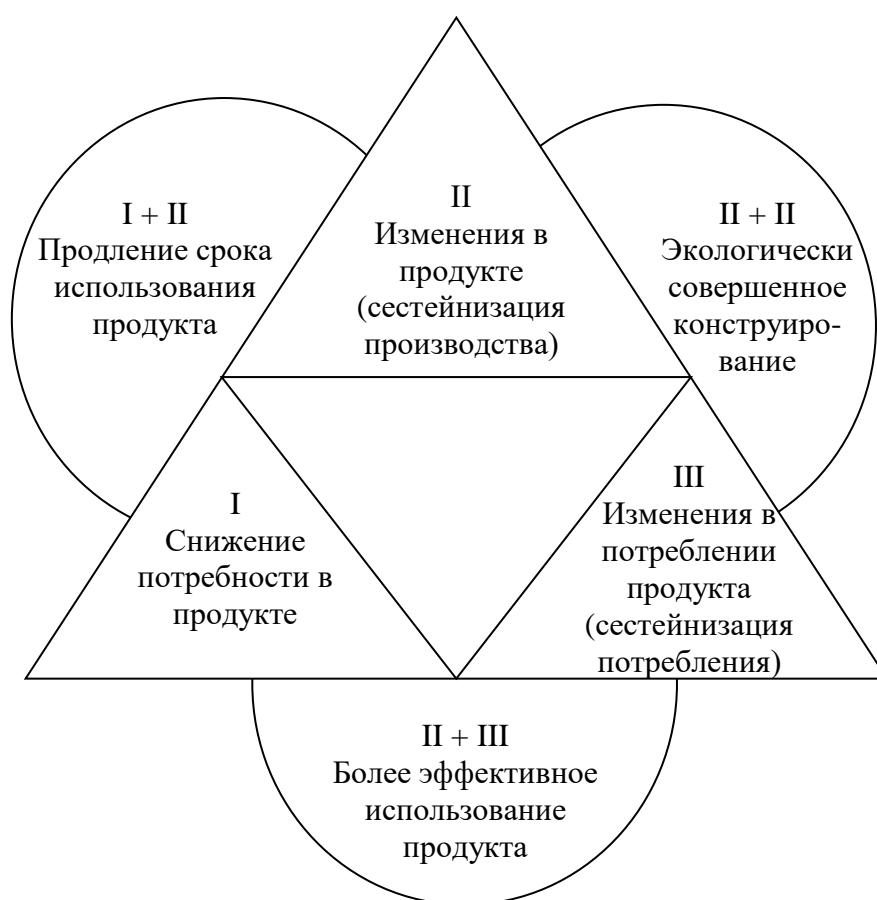 I + II
Продление срока
использования
продукта
II
Изменения в
продукте
(сестейнизация
производства)
II + II
Экологически
совершенное
конструиро-
вание
I
Снижение
потребности в
продукте
III
Изменения в
потреблении
продукта
(сестейнизация
потребления)
II + III
Более эффективное
использование
продукта